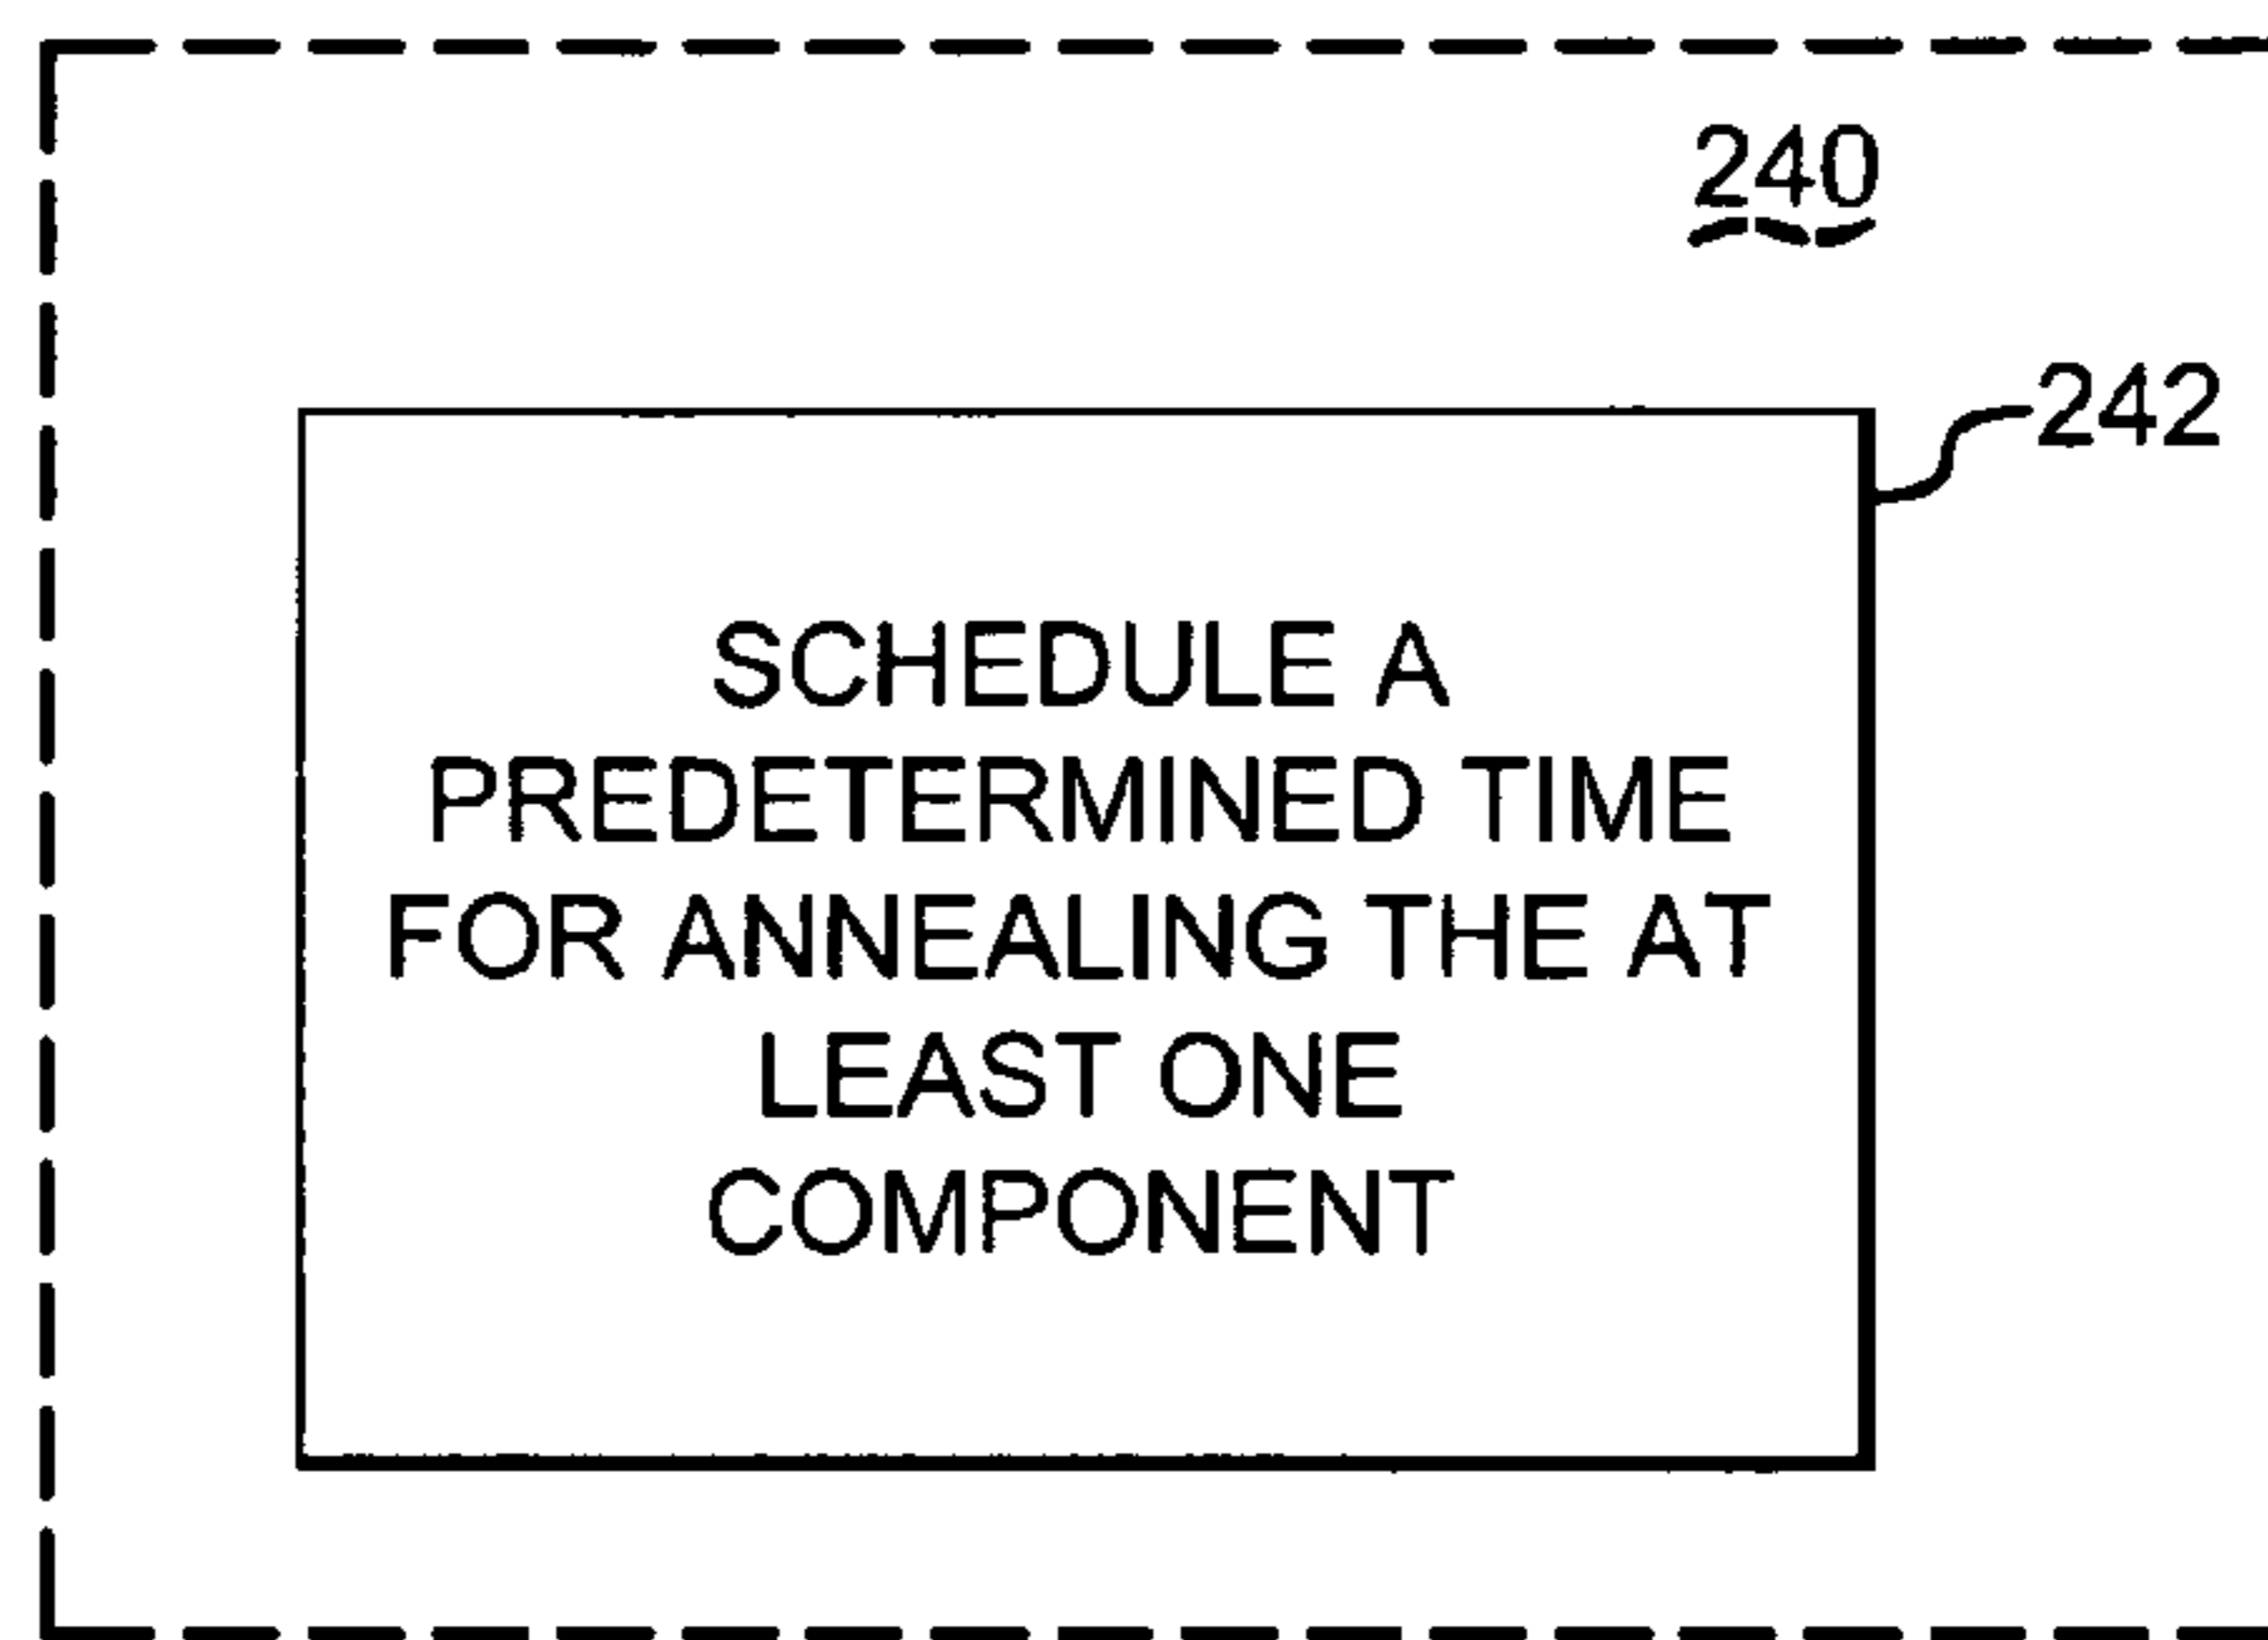 240
242
SCHEDULE A
PREDETERMINED TIME
FOR ANNEALING THE AT
LEAST ONE
COMPONENT